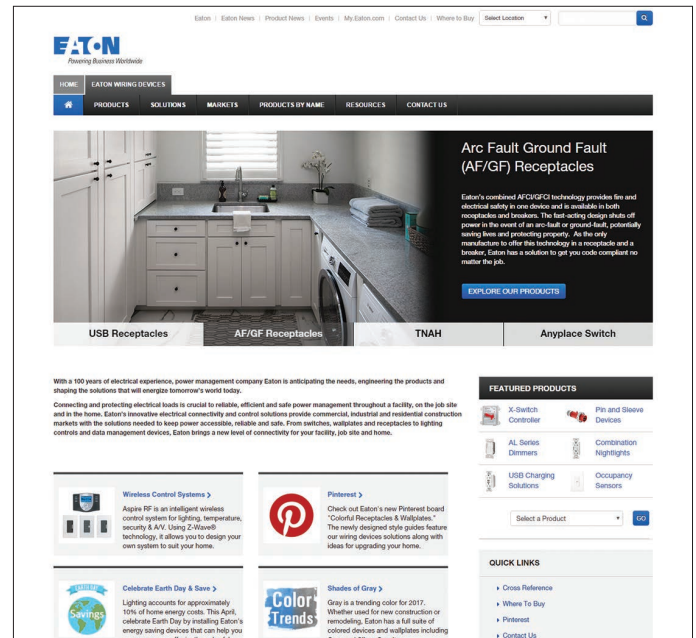 Eaton | Eaton News | Product News | Events | My.Eaton.com | Contact Us | Where to Buy
Select Location
EATON
Powering Business Worldwide
HOME
EATON WIRING DEVICES
PRODUCTS
SOLUTIONS
MARKETS
PRODUCTS BY NAME
RESOURCES
CONTACT US
Arc Fault Ground Fault
(AF/GF) Receptacles
Eaton's combined AFCI/GFCI technology provides fire and
electrical safety in one device and is available in both
receptacles and breakers. The fast-acting design shuts off
power in the event of an arc-fault or ground-fault, potentially
saving lives and protecting property. As the only
manufacture to offer this technology in a receptacle and a
breaker, Eaton has a solution to get you code compliant no
matter the job.
EXPLORE OUR PRODUCTS
USB Receptacles
AF/GF Receptacles
TNAH
Anyplace Switch
With a 100 years of electrical experience, power management company Eaton is anticipating the needs, engineering the products and
shaping the solutions that will energize tomorrow's world today.
Connecting and protecting electrical loads is crucial to reliable, efficient and safe power management throughout a facility, on the job site
and in the home. Eaton's innovative electrical connectivity and control solutions provide commercial, industrial and residential construction
markets with the solutions needed to keep power accessible, reliable and safe. From switches, wallplates and receptacles to lighting
controls and data management devices, Eaton brings a new level of connectivity for your facility, job site and home.
Wireless Control Systems >
Aspire RF is an intelligent wireless
control system for lighting, temperature,
security & A/V. Using Z-Wave®
technology, it allows you to design your
own system to suit your home.
Pinterest >
Check out Eaton's new Pinterest board
"Colorful Receptacles & Wallplates."
The newly designed style guides feature
our wiring devices solutions along with
ideas for upgrading your home.
EARTH DAY
Savings
Celebrate Earth Day & Save >
Lighting accounts for approximately
10% of home energy costs. This April,
celebrate Earth Day by installing Eaton's
energy saving devices that can help you
Color
Trends
Shades of Gray >
Gray is a trending color for 2017.
Whether used for new construction or
remodeling, Eaton has a full suite of
colored devices and wallplates including
FEATURED PRODUCTS
X-Switch
Controller
Pin and Sleeve
Devices
AL Series
Dimmers
Combination
Nightlights
USB Charging
Solutions
Occupancy
Sensors
Select a Product
GO
QUICK LINKS
Cross Reference
Where To Buy
Pinterest
Contact Us